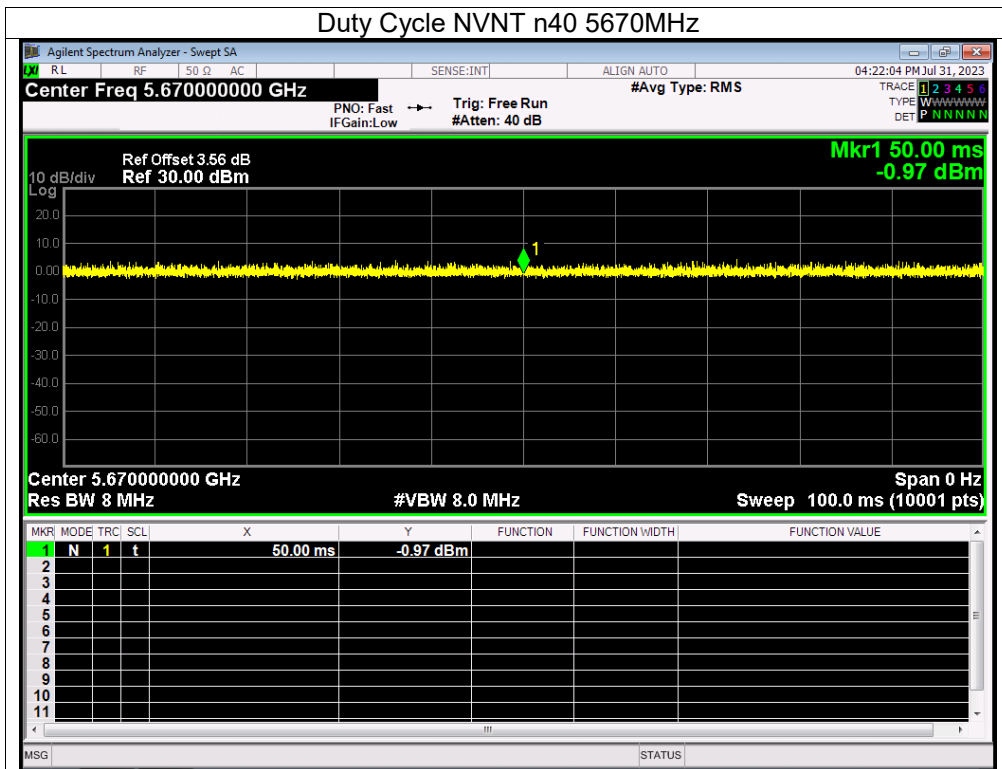 Duty Cycle NVNT n40 5670MHz
Agilent Spectrum Analyzer - Swept SA
LXI RL RF 50 Ω AC SENSE:INT ALIGN AUTO 04:22:04 PM Jul 31, 2023
Center Freq 5.670000000 GHz #Avg Type: RMS TRACE 1 2 3 4 5 6
PNO: Fast Trig: Free Run TYPE WWWWWW
IFGain:Low #Atten: 40 dB DET P N N N N N
Mkr1 50.00 ms
Ref Offset 3.56 dB
10 dB/div Ref 30.00 dBm -0.97 dBm
Log
20.0
10.0
1
0.00
-10.0
-20.0
-30.0
-40.0
-50.0
-60.0
Center 5.670000000 GHz Span 0 Hz
Res BW 8 MHz #VBW 8.0 MHz Sweep 100.0 ms (10001 pts)
MKR MODE TRC SCL X Y FUNCTION FUNCTION WIDTH FUNCTION VALUE
1 N 1 t 50.00 ms -0.97 dBm
2
3
4
5
6
7
8
9
10
11
MSG STATUS